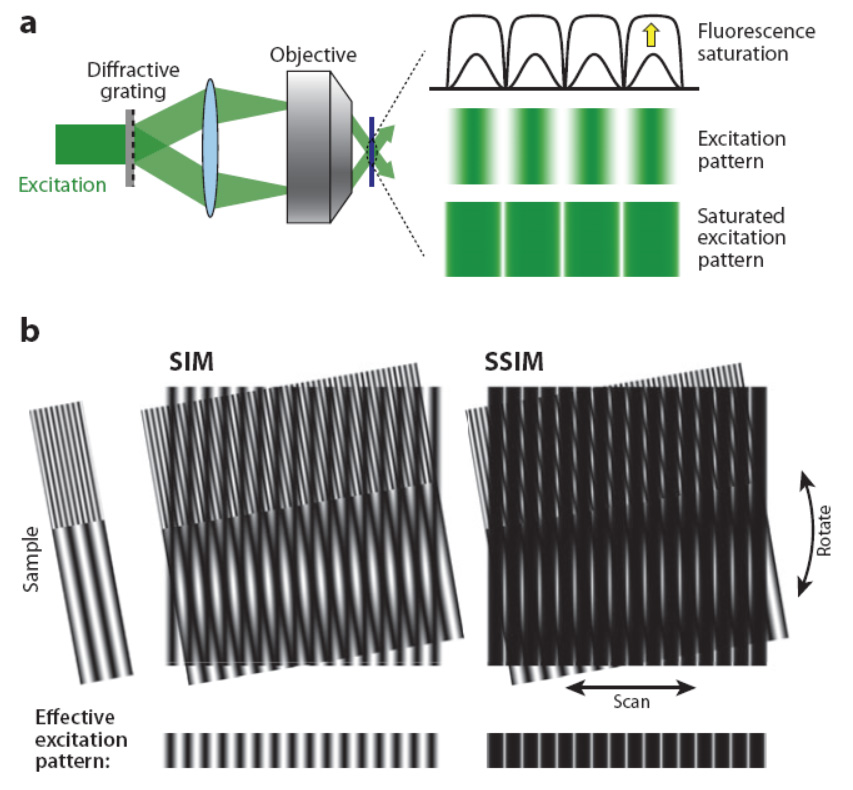 a
Objective
Diffractive
grating
Excitation
Fluorescence
saturation
Excitation
pattern
Saturated
excitation
pattern
b
SIM
SSIM
Sample
Rotate
Scan
Effective
excitation
pattern: